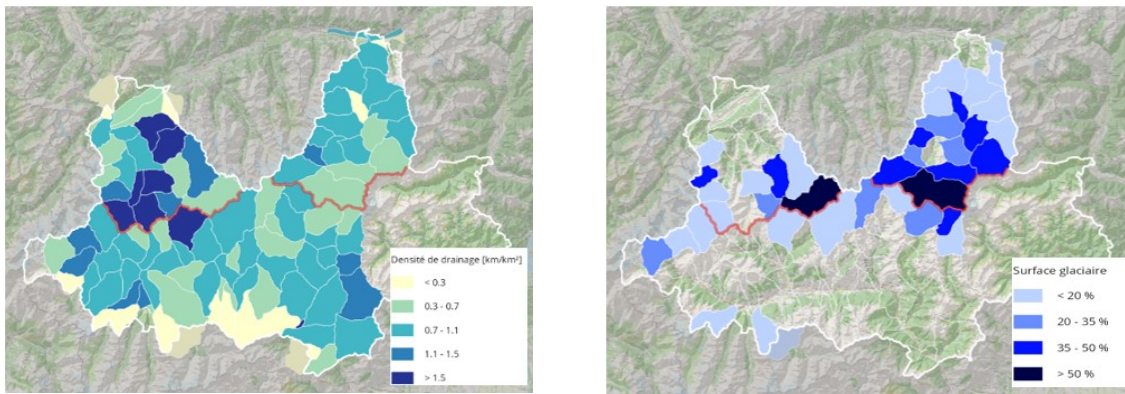 Densité de drainage [km/km²]
< 0.3
0.3 - 0.7
0.7 - 1.1
1.1 - 1.5
> 1.5
Surface glaciaire
< 20 %
20 - 35 %
35 - 50 %
> 50 %